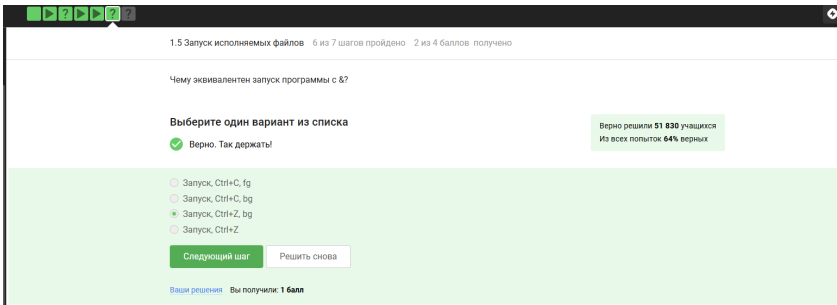 1.5 Запуск исполняемых файлов 6 из 7 шагов пройдено 2 из 4 баллов получено
Чему эквивалентен запуск программы с &?
Выберите один вариант из списка
Верно. Так держать!
Верно решили 51 830 учащихся
Из всех попыток 64% верных
Запуск, Ctrl+C, fg
Запуск, Ctrl+C, bg
Запуск, Ctrl+Z, bg
Запуск, Ctrl+Z
Следующий шаг Решить снова
Ваши решения Вы получили: 1 балл